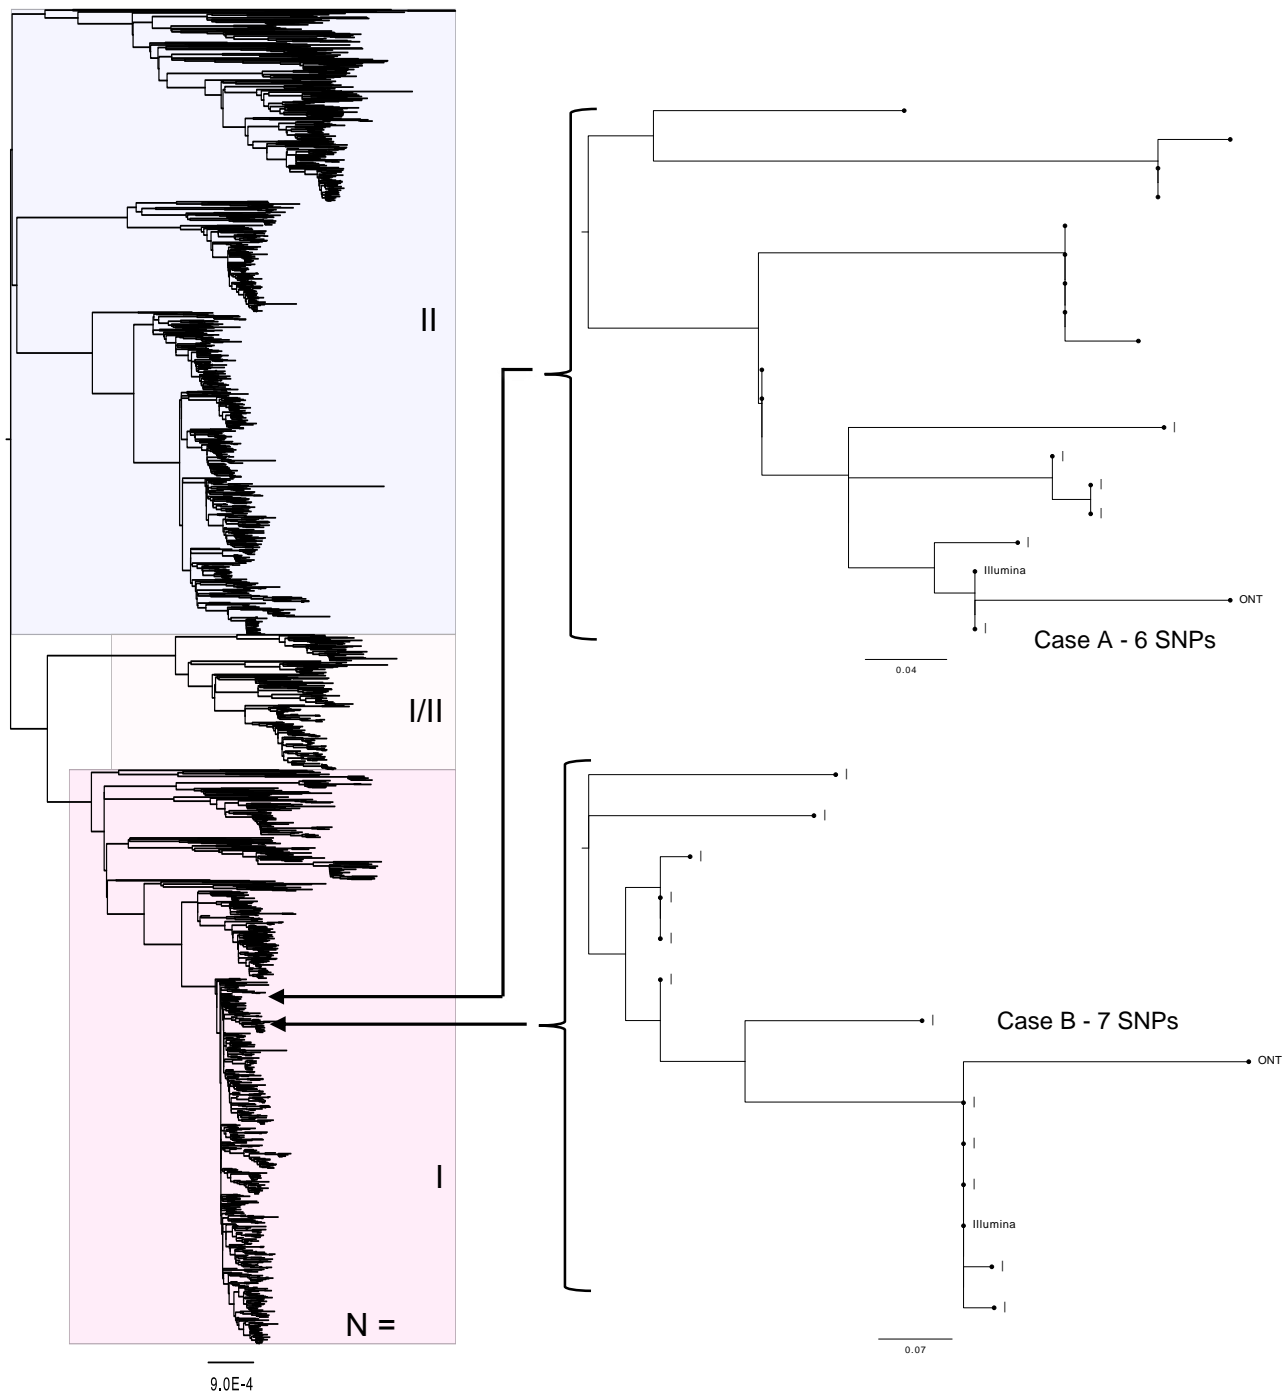 II
I/II
I
N =
9.0E-4
|
|
|
|
|
Illumina
ONT
|
Case A - 6 SNPs
0.04
|
|
|
|
|
|
|
Case B - 7 SNPs
ONT
|
|
|
Illumina
|
|
0.07